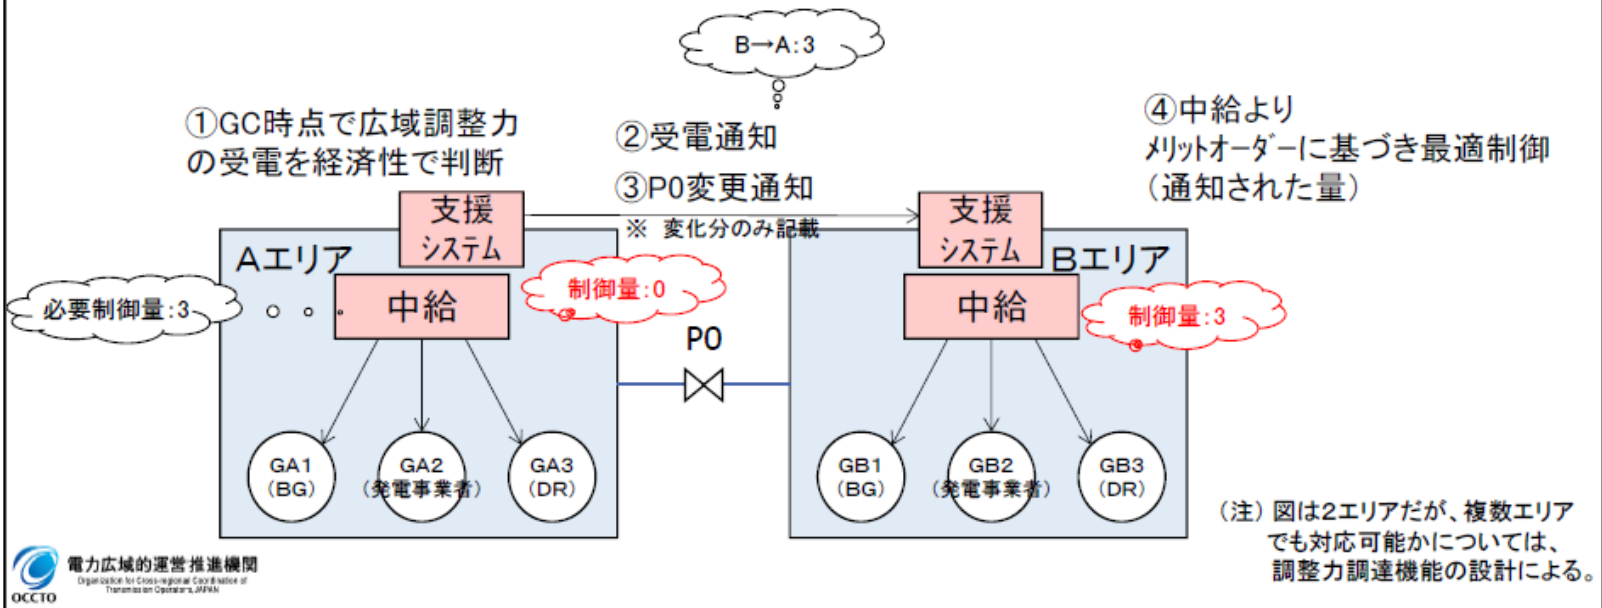 B→A:3
①GC時点で広域調整力
の受電を経済性で判断
②受電通知
③P0変更通知
※ 変化分のみ記載
④中給より
ﾒﾘｯﾄｵｰﾀﾞｰに基づき最適制御
（通知された量）
支援
システム
支援
システム
Aエリア
Bエリア
必要制御量:3
中給
制御量:0
中給
制御量:3
P0
GA1
（BG）
GA2
（発電事業者）
GA3
（DR）
GB1
（BG）
GB2
（発電事業者）
GB3
（DR）
（注）図は２エリアだが、複数エリア
でも対応可能かについては、
調整力調達機能の設計による。
電力広域的運営推進機関
Organization for Cross-regional Coordination of
Transmission Operators, JAPAN
OCCTO